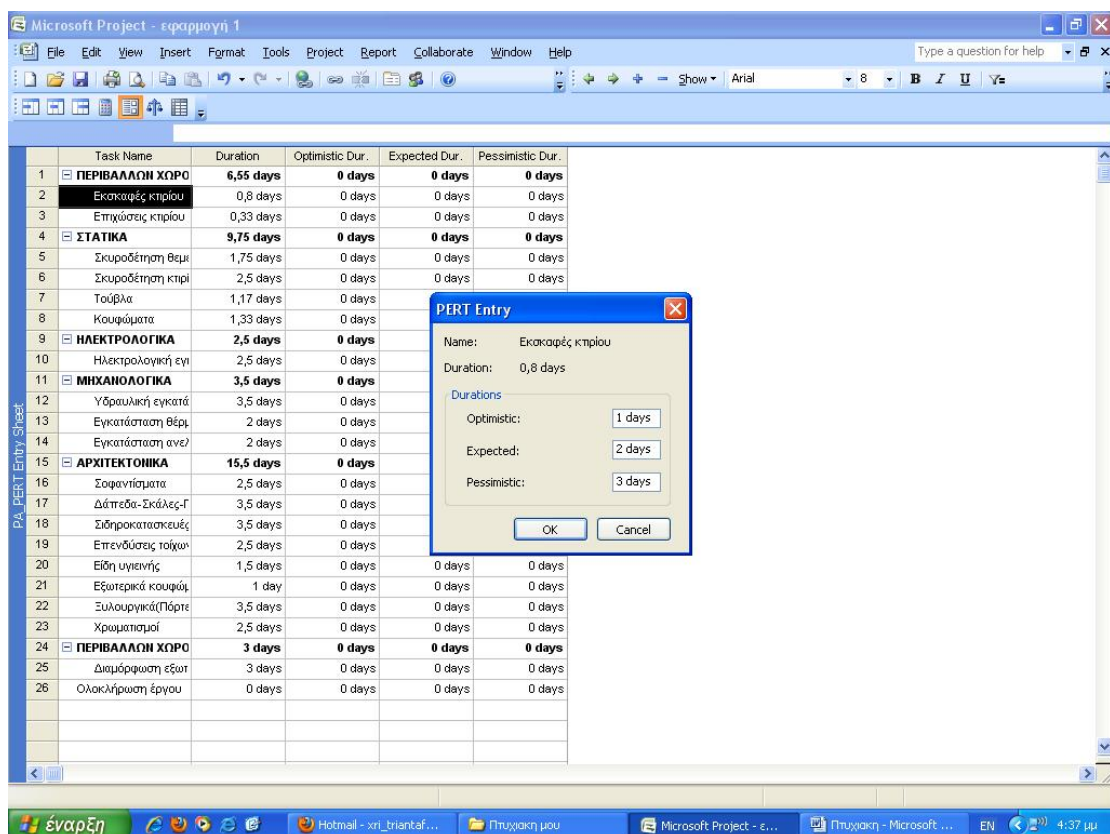 Microsoft Project - εφαρμογή 1
File Edit View Insert Format Tools Project Report Collaborate Window Help Type a question for help
Show Arial 8 B I U
Task Name Duration Optimistic Dur. Expected Dur. Pessimistic Dur.
1 ΠΕΡΙΒΑΛΛΩΝ ΧΩΡΟ 6,55 days 0 days 0 days 0 days
2 Εκσκαφές κτιρίου 0,8 days 0 days 0 days 0 days
3 Επιχώσεις κτιρίου 0,33 days 0 days 0 days 0 days
4 ΣΤΑΤΙΚΑ 9,75 days 0 days 0 days 0 days
5 Σκυροδέτηση θεμε 1,75 days 0 days 0 days 0 days
6 Σκυροδέτηση κτιρί 2,5 days 0 days 0 days 0 days
7 Τούβλα 1,17 days 0 days
8 Κουφώματα 1,33 days 0 days
9 ΗΛΕΚΤΡΟΛΟΓΙΚΑ 2,5 days 0 days
10 Ηλεκτρολογική εγι 2,5 days 0 days
11 ΜΗΧΑΝΟΛΟΓΙΚΑ 3,5 days 0 days
12 Υδραυλική εγκατά 3,5 days 0 days
13 Εγκατάσταση θέρμ 2 days 0 days
14 Εγκατάσταση ανελ 2 days 0 days
15 ΑΡΧΙΤΕΚΤΟΝΙΚΑ 15,5 days 0 days
16 Σοφαντίσματα 2,5 days 0 days
17 Δάπεδα-Σκάλες-Γ 3,5 days 0 days
18 Σιδηροκατασκευές 3,5 days 0 days
19 Επενδύσεις τοίχων 2,5 days 0 days
20 Είδη υγιεινής 1,5 days 0 days 0 days 0 days
21 Εξωτερικά κουφώμ 1 day 0 days 0 days 0 days
22 Ξυλουργικά(Πόρτε 3,5 days 0 days 0 days 0 days
23 Χρωματισμοί 2,5 days 0 days 0 days 0 days
24 ΠΕΡΙΒΑΛΛΩΝ ΧΩΡΟ 3 days 0 days 0 days 0 days
25 Διαμόρφωση εξωτ 3 days 0 days 0 days 0 days
26 Ολοκλήρωση έργου 0 days 0 days 0 days 0 days
PA_PERT Entry Sheet
PERT Entry
Name: Εκσκαφές κτιρίου
Duration: 0,8 days
Durations
Optimistic: 1 days
Expected: 2 days
Pessimistic: 3 days
OK Cancel
έναρξη Hotmail - xri_triantaf... Πτυχιακη μου Microsoft Project - ε... Πτυχιακη - Microsoft ... EN 4:37 μμ